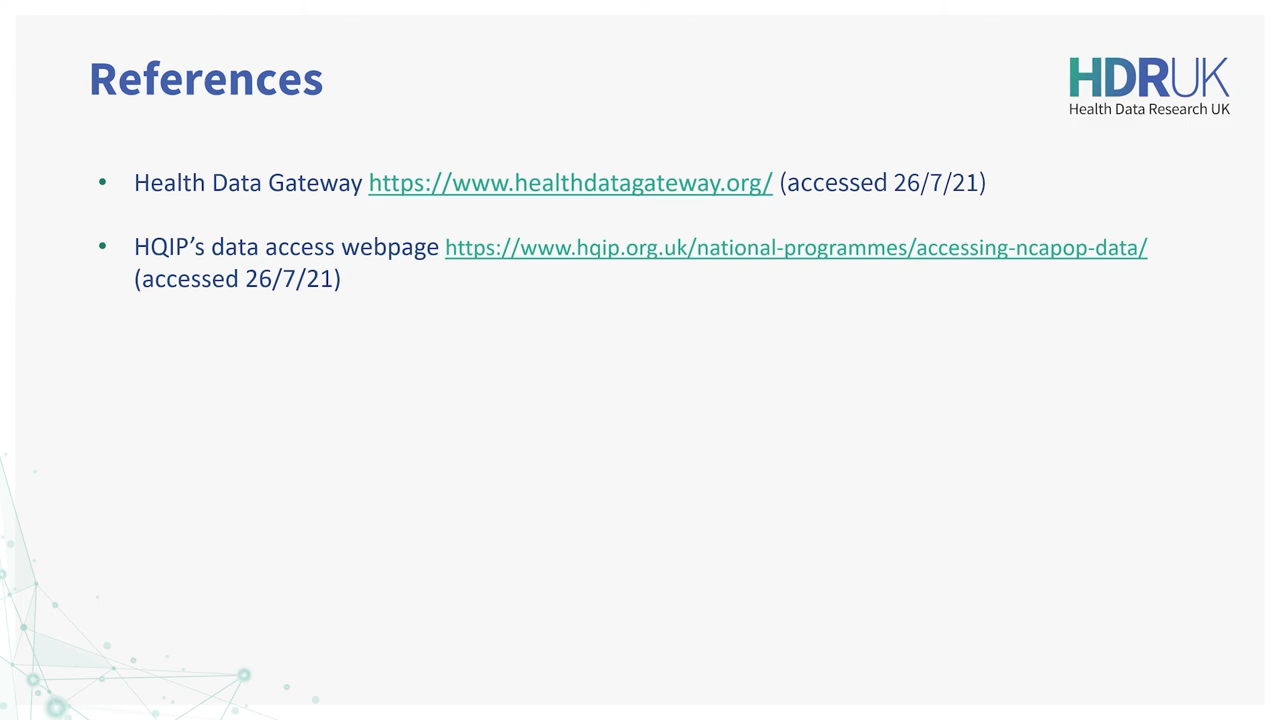 References
HDRUK
Health Data Research UK
• Health Data Gateway https://www.healthdatagateway.org/ (accessed 26/7/21)
• HQIP’s data access webpage https://www.hqip.org.uk/national-programmes/accessing-ncapop-data/
(accessed 26/7/21)